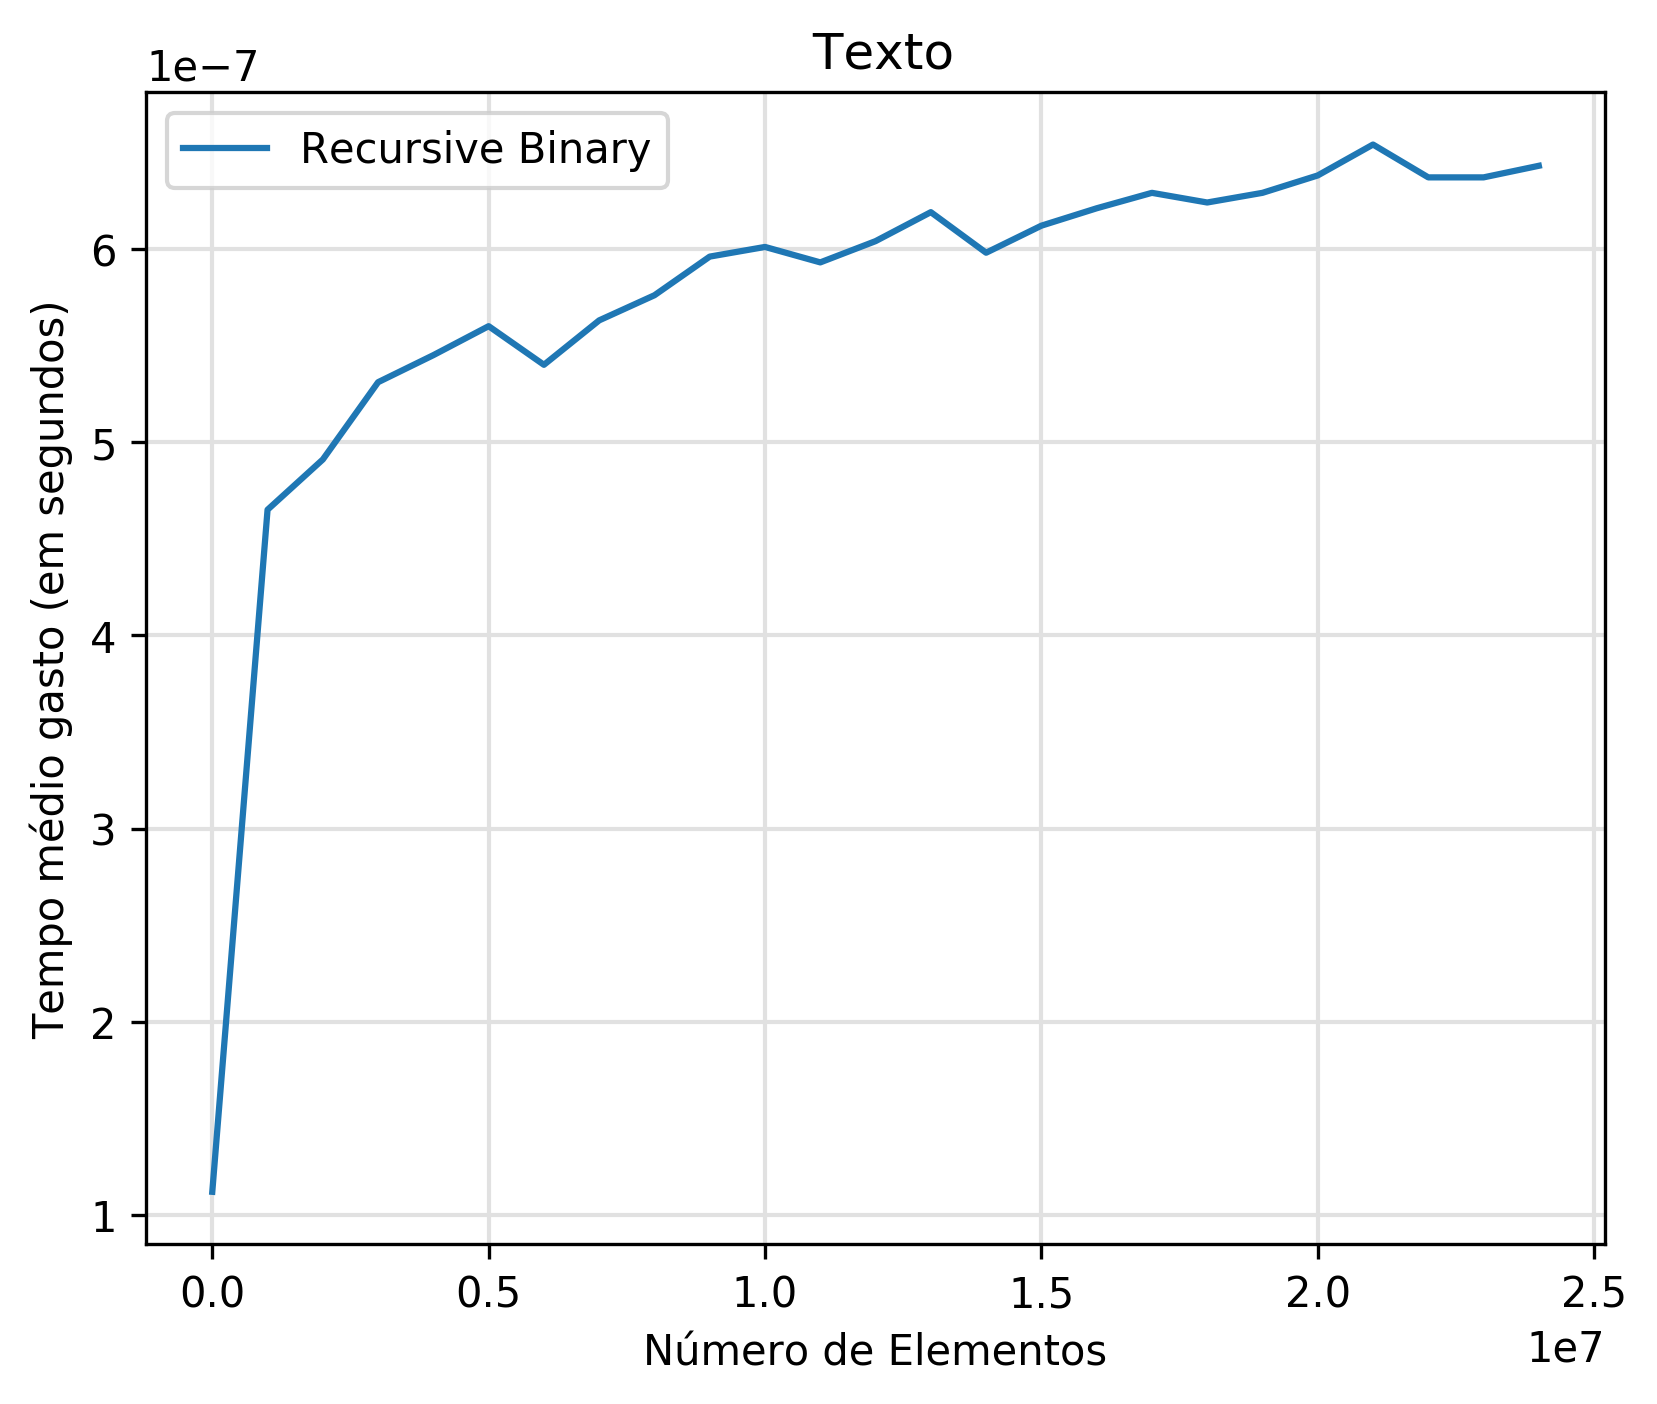 Texto
1e−7
Recursive Binary
6
5
4
3
2
1
Tempo médio gasto (em segundos)
0.0 0.5 1.0 1.5 2.0 2.5
1e7
Número de Elementos